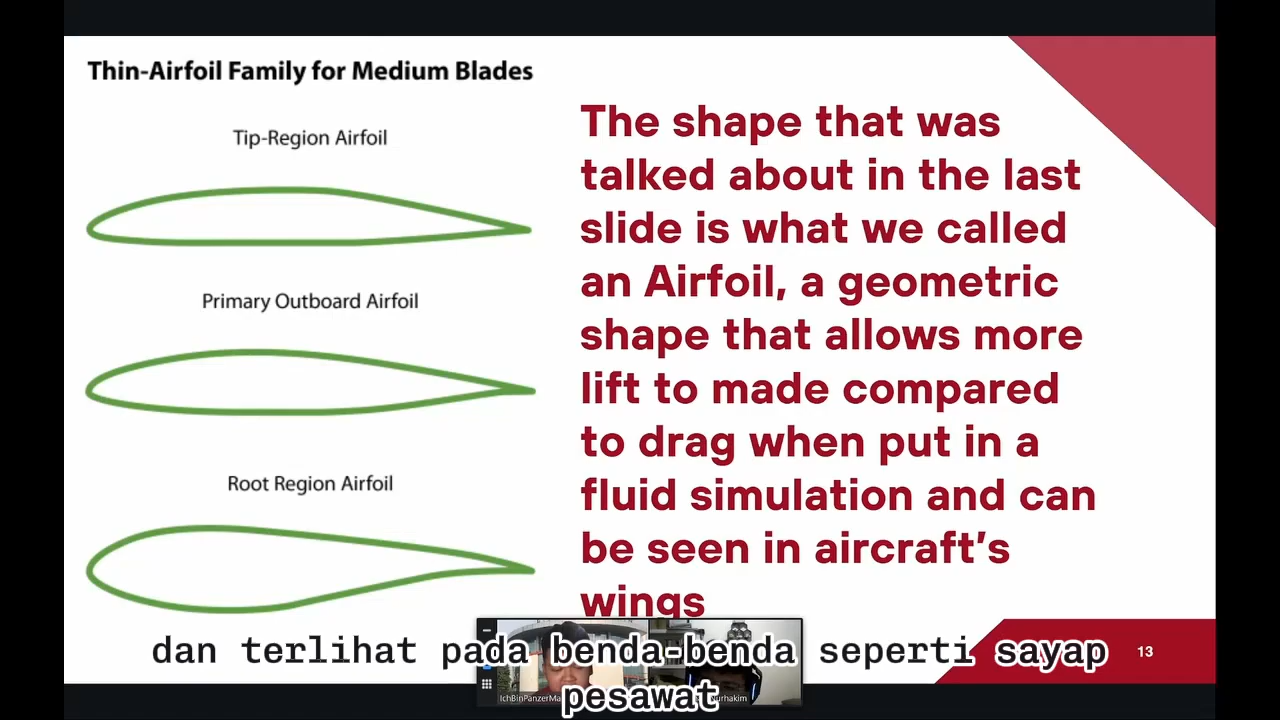 Thin-Airfoil Family for Medium Blades
Tip-Region Airfoil
Primary Outboard Airfoil
Root Region Airfoil
The shape that was
talked about in the last
slide is what we called
an Airfoil, a geometric
shape that allows more
lift to made compared
to drag when put in a
fluid simulation and can
be seen in aircraft's
wings
dan terlihat pada benda-benda seperti sayap
pesawat
13